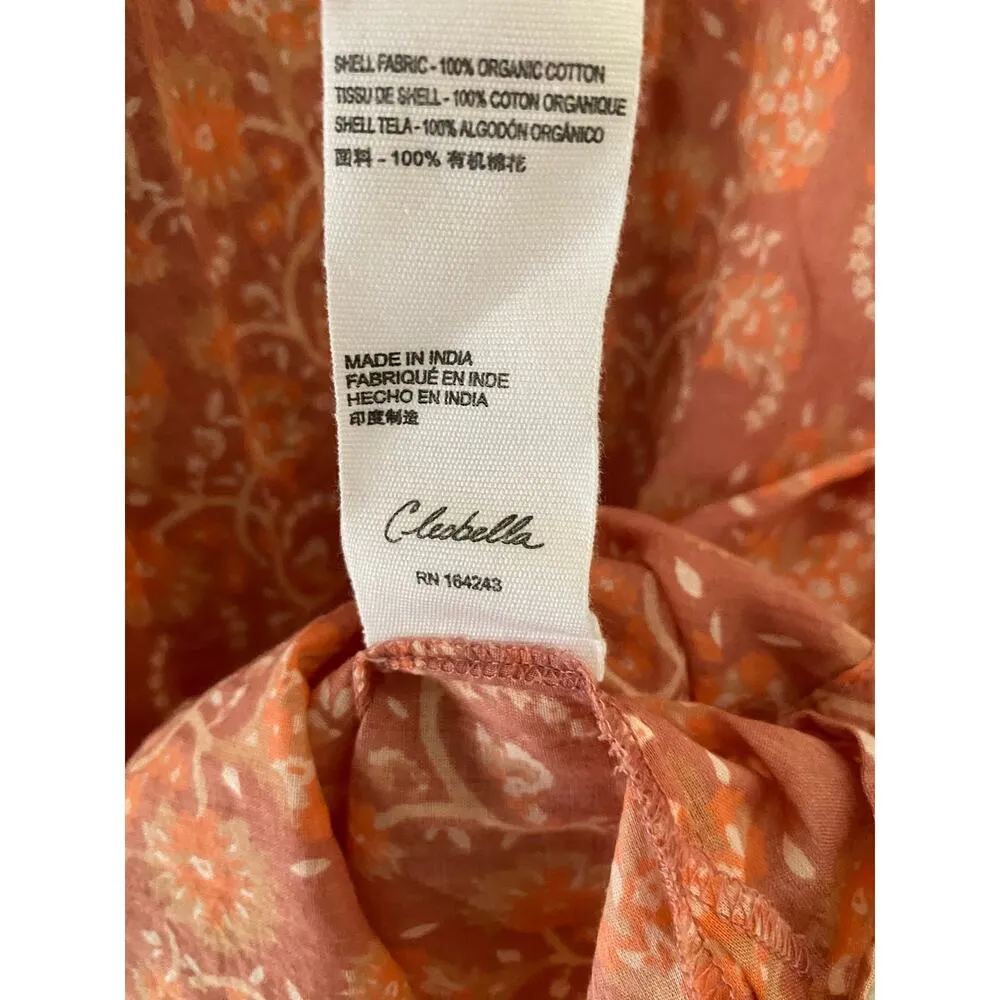 SHELL FABRIC - 100% ORGANIC COTTON
TISSU DE SHELL - 100% COTON ORGANIQUE
SHELL TELA - 100% ALGODÓN ORGÁNICO
面料 - 100% 有机棉花
MADE IN INDIA
FABRIQUÉ EN INDE
HECHO EN INDIA
印度制造
Cleobella
RN 164243